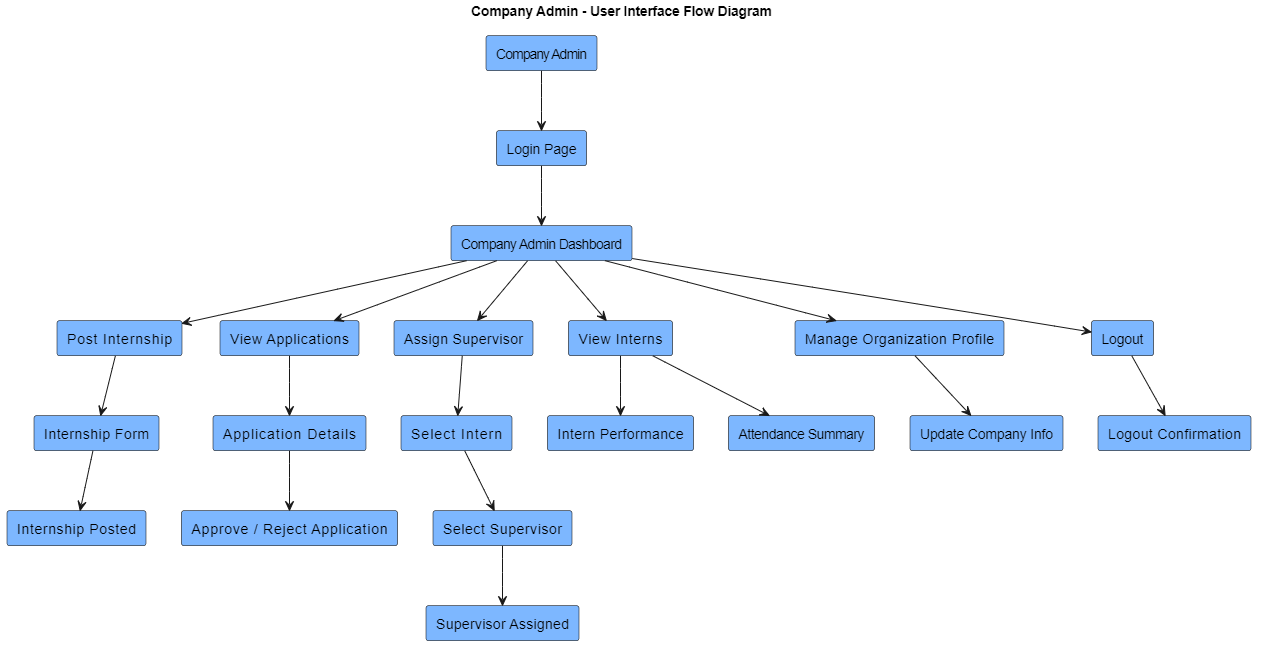 Company Admin - User Interface Flow Diagram
Company Admin
Login Page
Company Admin Dashboard
Post Internship
View Applications
Assign Supervisor
View Interns
Manage Organization Profile
Logout
Internship Form
Application Details
Select Intern
Intern Performance
Attendance Summary
Update Company Info
Logout Confirmation
Internship Posted
Approve / Reject Application
Select Supervisor
Supervisor Assigned